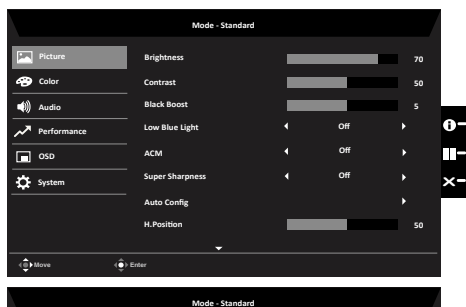 Mode - Standard
Picture
Color
Audio
Performance
OSD
System
Brightness 70
Contrast 50
Black Boost 5
Low Blue Light Off
ACM Off
Super Sharpness Off
Auto Config
H.Position 50
Move Enter
Mode - Standard